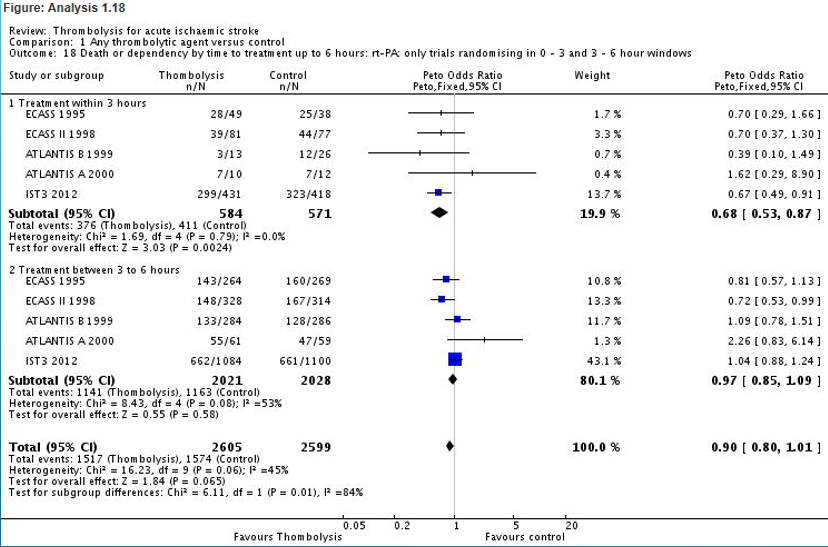 Figure: Analysis 1.18
Review: Thrombolysis for acute ischaemic stroke
Comparison: 1 Any thrombolytic agent versus control
Outcome: 18 Death or dependency by time to treatment up to 6 hours: rt-PA: only trials randomising in 0 - 3 and 3 - 6 hour windows
Study or subgroup Thrombolysis Control Peto Odds Ratio Weight Peto Odds Ratio
n/N n/N Peto,Fixed,95% CI Peto,Fixed,95% CI
1 Treatment within 3 hours
ECASS 1995 28/49 25/38 1.7 % 0.70 [ 0.29, 1.66 ]
ECASS II 1998 39/81 44/77 3.3 % 0.70 [ 0.37, 1.30 ]
ATLANTIS B 1999 3/13 12/26 0.7 % 0.39 [ 0.10, 1.49 ]
ATLANTIS A 2000 7/10 7/12 0.4 % 1.62 [ 0.29, 8.90 ]
IST3 2012 299/431 323/418 13.7 % 0.67 [ 0.49, 0.91 ]
Subtotal (95% CI) 584 571 19.9 % 0.68 [ 0.53, 0.87 ]
Total events: 376 (Thrombolysis), 411 (Control)
Heterogeneity: Chi² = 1.69, df = 4 (P = 0.79); I² =0.0%
Test for overall effect: Z = 3.03 (P = 0.0024)
2 Treatment between 3 to 6 hours
ECASS 1995 143/264 160/269 10.8 % 0.81 [ 0.57, 1.13 ]
ECASS II 1998 148/328 167/314 13.3 % 0.72 [ 0.53, 0.99 ]
ATLANTIS B 1999 133/284 128/286 11.7 % 1.09 [ 0.78, 1.51 ]
ATLANTIS A 2000 55/61 47/59 1.3 % 2.26 [ 0.83, 6.14 ]
IST3 2012 662/1084 661/1100 43.1 % 1.04 [ 0.88, 1.24 ]
Subtotal (95% CI) 2021 2028 80.1 % 0.97 [ 0.85, 1.09 ]
Total events: 1141 (Thrombolysis), 1163 (Control)
Heterogeneity: Chi² = 8.43, df = 4 (P = 0.08); I² =53%
Test for overall effect: Z = 0.55 (P = 0.58)
Total (95% CI) 2605 2599 100.0 % 0.90 [ 0.80, 1.01 ]
Total events: 1517 (Thrombolysis), 1574 (Control)
Heterogeneity: Chi² = 16.23, df = 9 (P = 0.06); I² =45%
Test for overall effect: Z = 1.84 (P = 0.065)
Test for subgroup differences: Chi² = 6.11, df = 1 (P = 0.01), I² =84%
0.05 0.2 1 5 20
Favours Thrombolysis Favours control